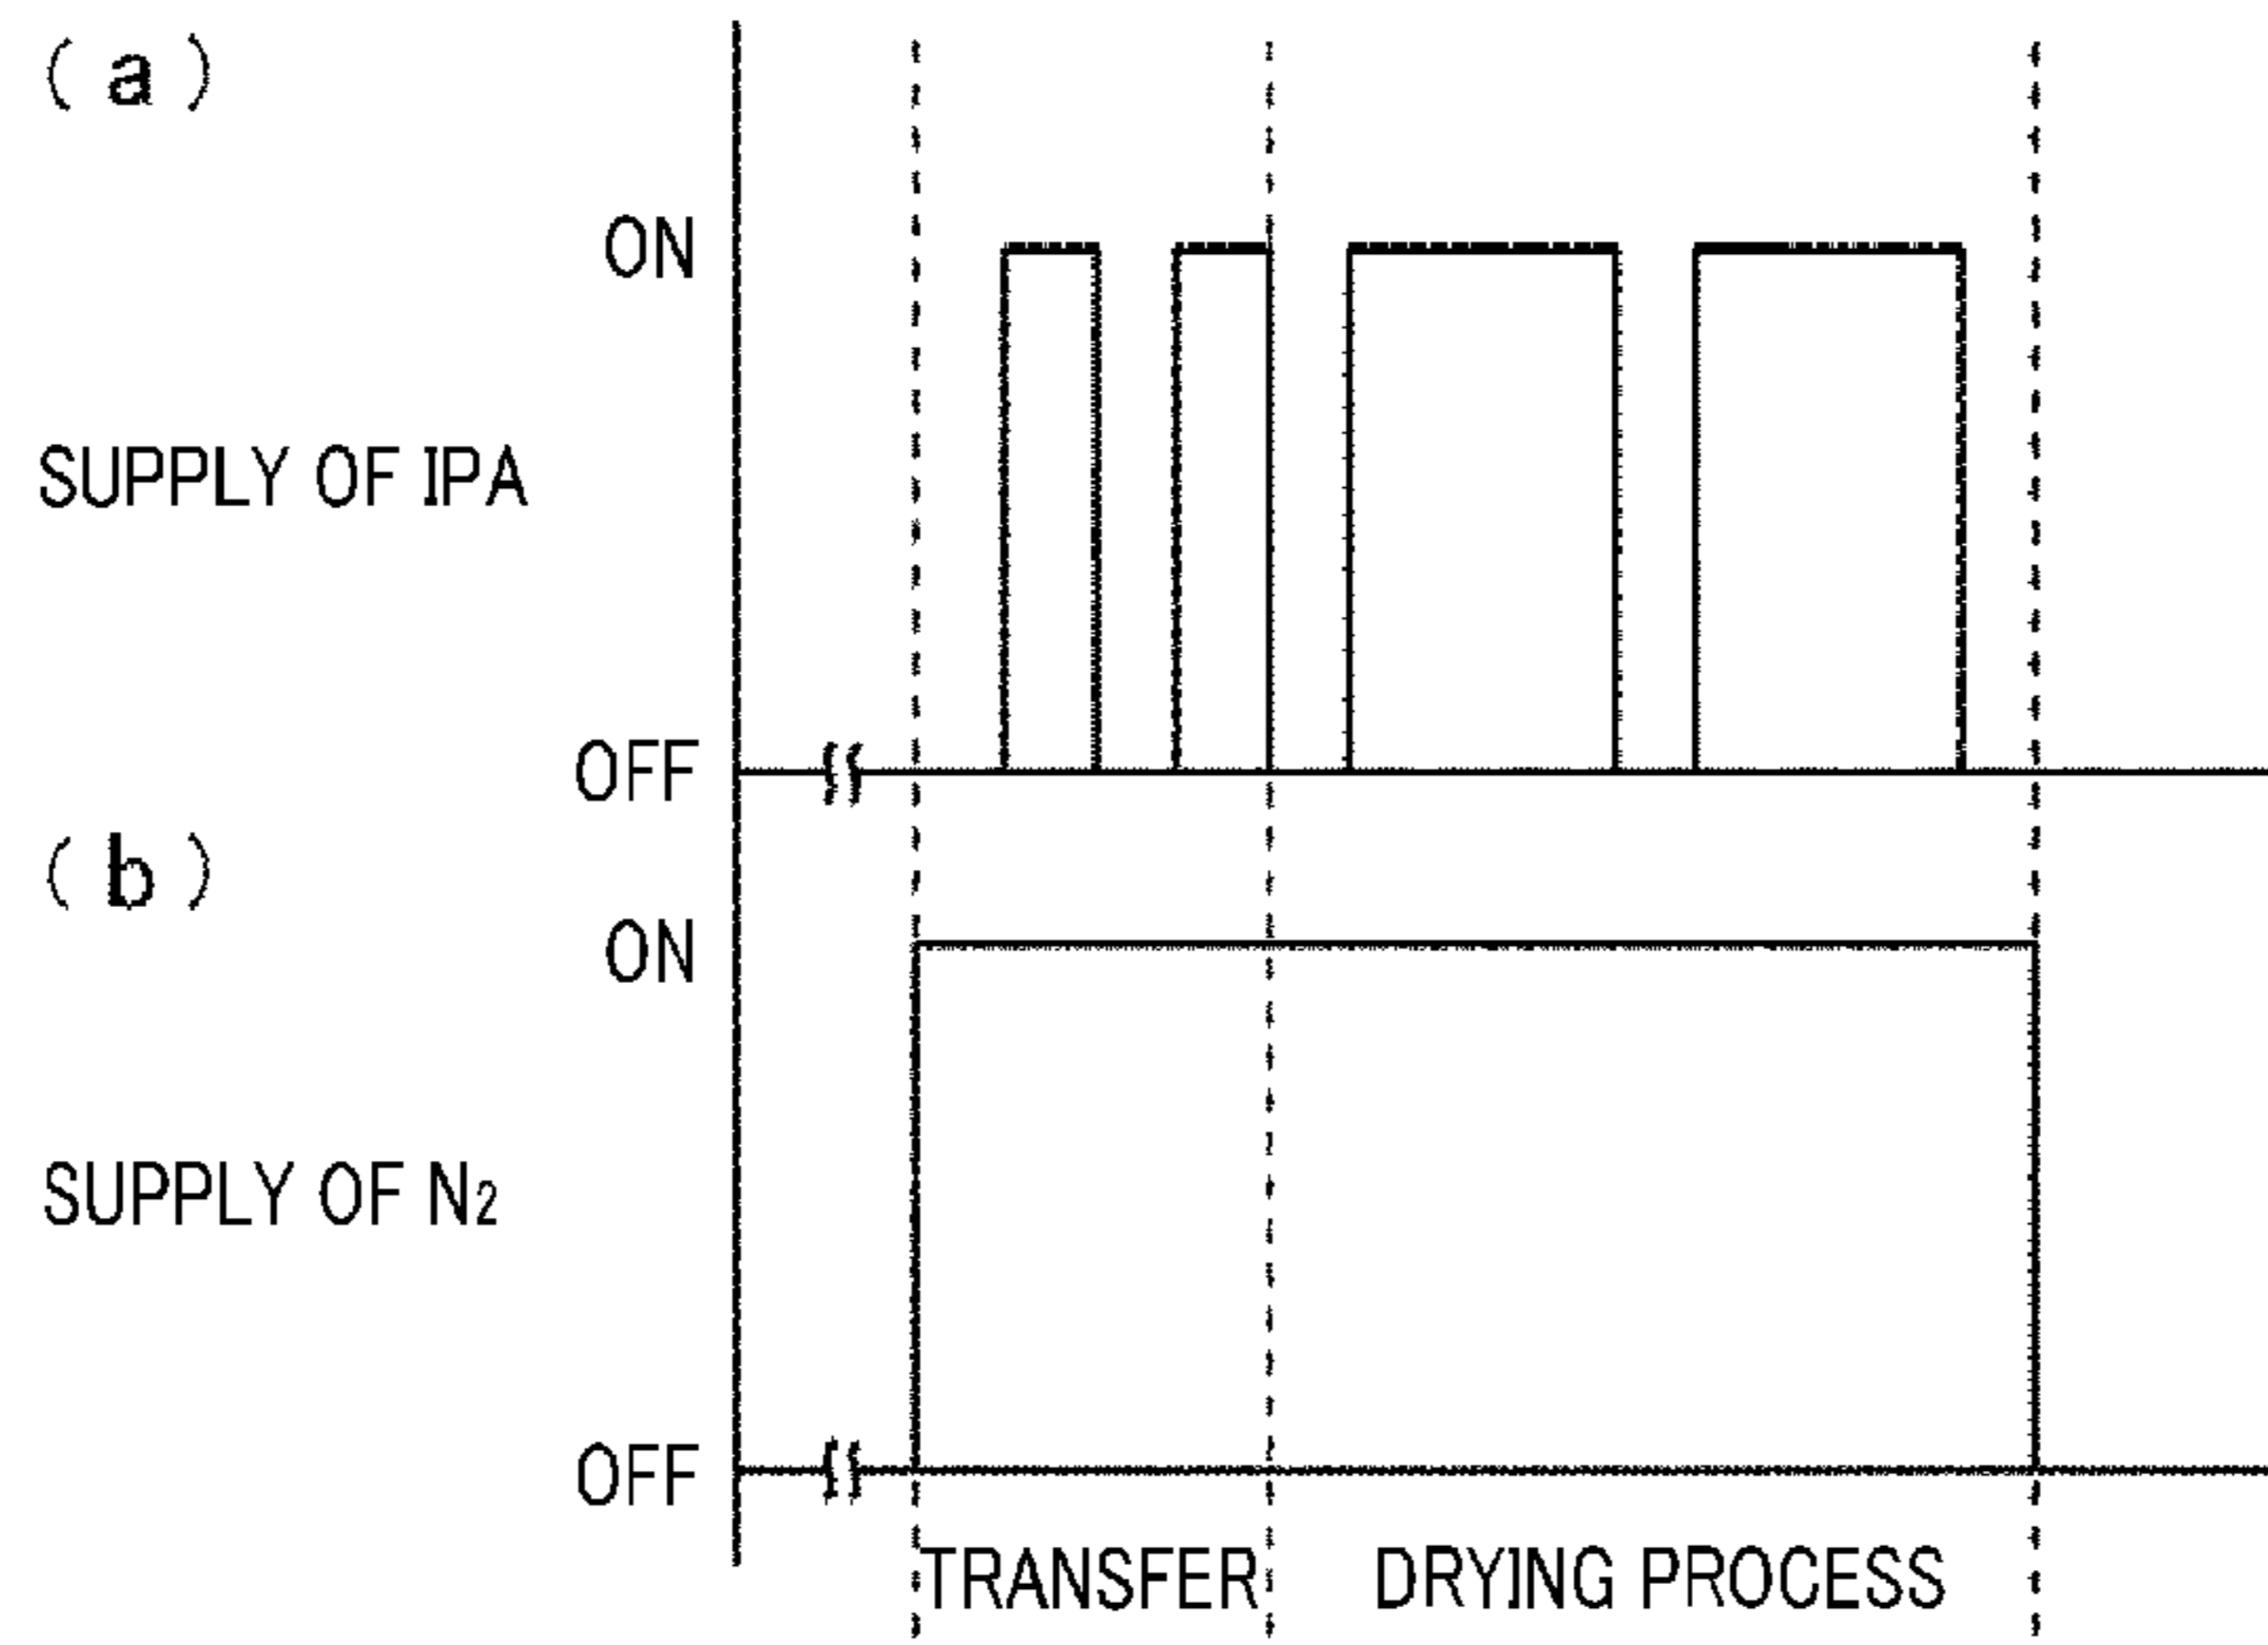 ( a )
ON
SUPPLY OF IPA
OFF
( b )
ON
SUPPLY OF N2
OFF
TRANSFER DRYING PROCESS